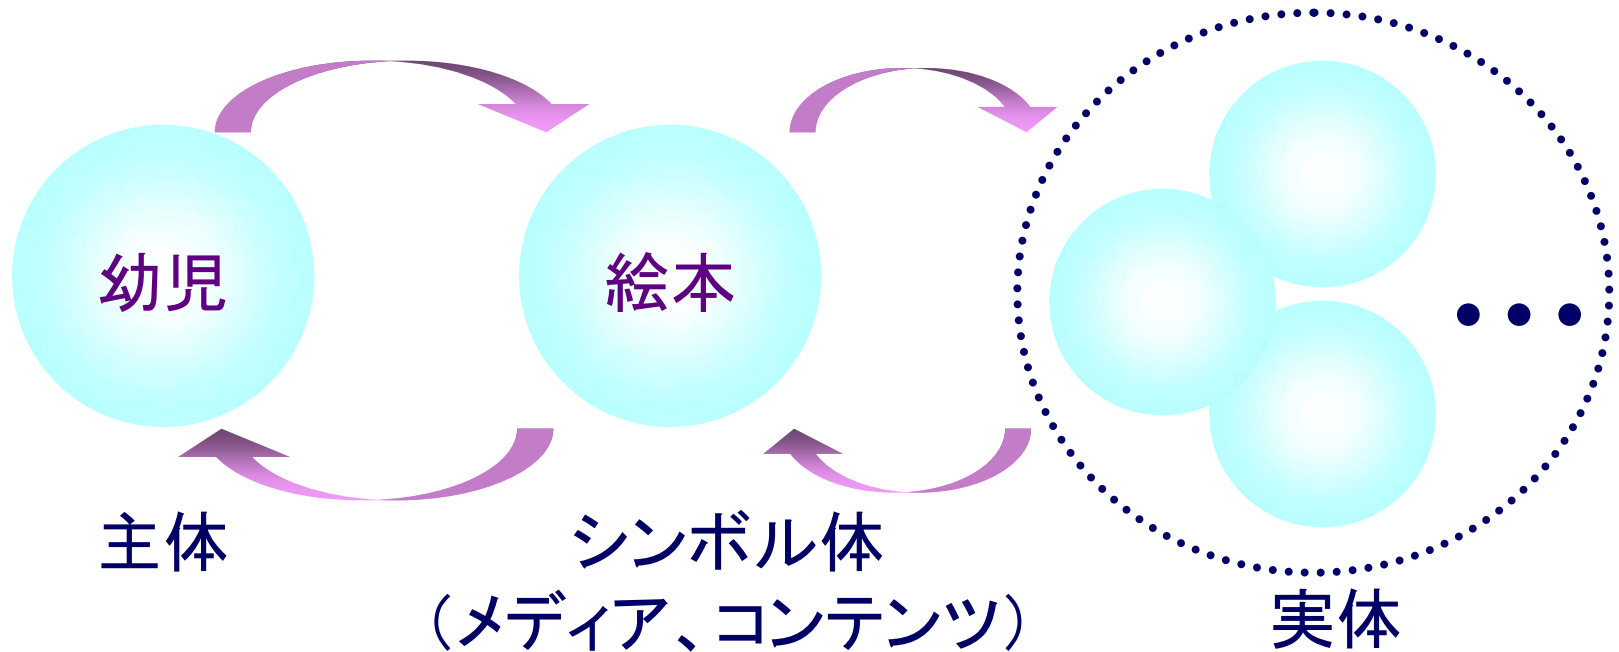 幼児
絵本
・・・
主体
シンボル体
（メディア、コンテンツ）
実体